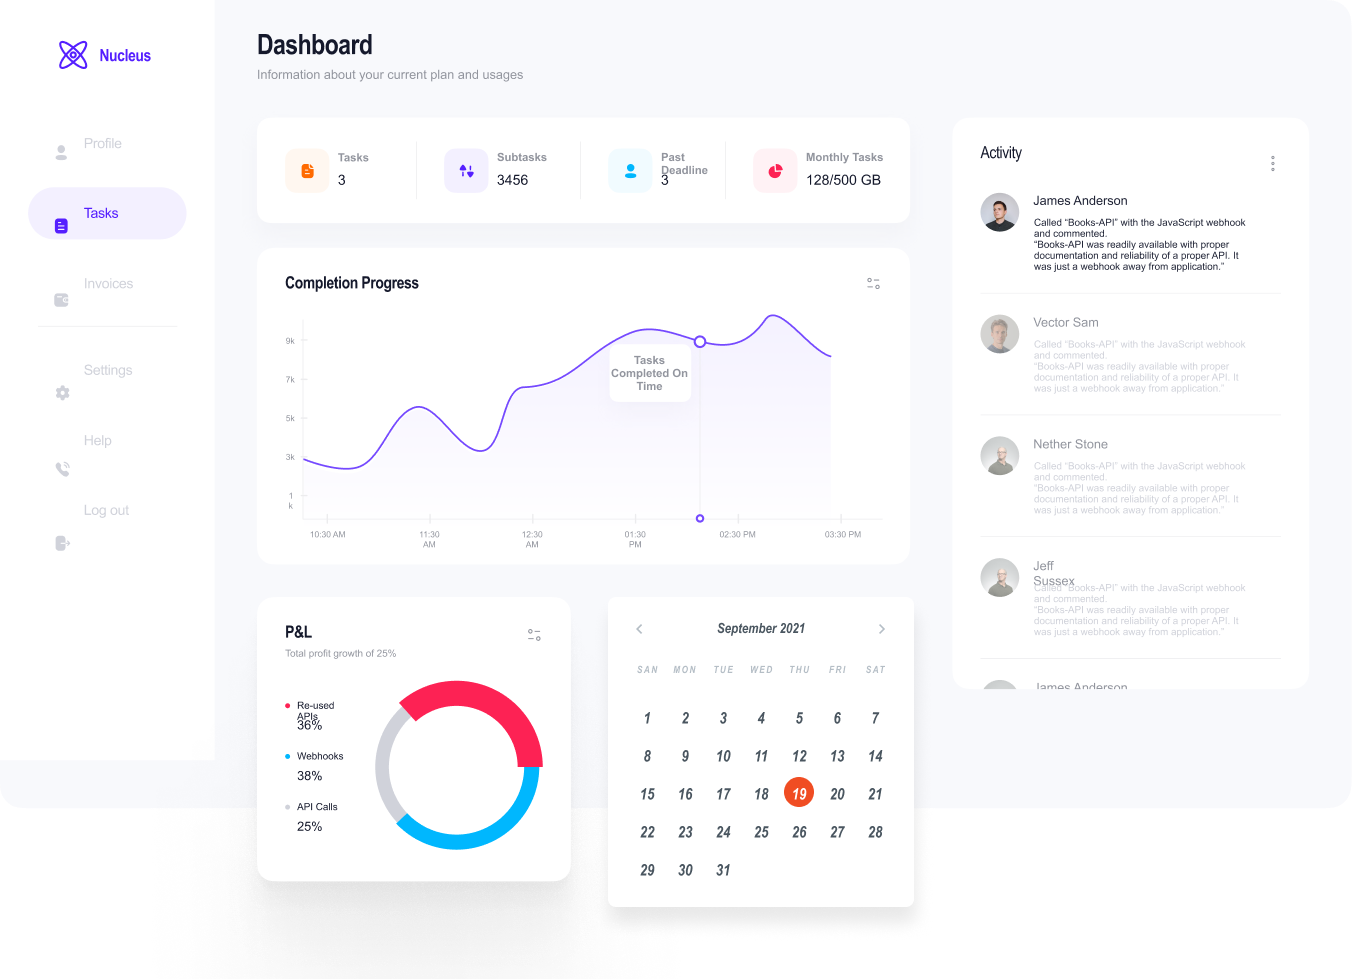 Nucleus
Profile
Tasks
Invoices
Settings
Help
Log out
Dashboard
Information about your current plan and usages
Tasks
3
Subtasks
3456
Past
Deadline
3
Monthly Tasks
128/500 GB
Completion Progress
9k
7k
5k
3k
1
k
Tasks
Completed On
Time
10:30 AM
11:30
AM
12:30
AM
01:30
PM
02:30 PM
03:30 PM
P&L
Total profit growth of 25%
Re-used
APIs
36%
Webhooks
38%
API Calls
25%
September 2021
SAN MON TUE WED THU FRI SAT
1 2 3 4 5 6 7
8 9 10 11 12 13 14
15 16 17 18 19 20 21
22 23 24 25 26 27 28
29 30 31
Activity
James Anderson
Called “Books-API” with the JavaScript webhook
and commented.
“Books-API was readily available with proper
documentation and reliability of a proper API. It
was just a webhook away from application.”
Vector Sam
Called “Books-API” with the JavaScript webhook
and commented.
“Books-API was readily available with proper
documentation and reliability of a proper API. It
was just a webhook away from application.”
Nether Stone
Called “Books-API” with the JavaScript webhook
and commented.
“Books-API was readily available with proper
documentation and reliability of a proper API. It
was just a webhook away from application.”
Jeff
Sussex
Called “Books-API” with the JavaScript webhook
and commented.
“Books-API was readily available with proper
documentation and reliability of a proper API. It
was just a webhook away from application.”
James Anderson